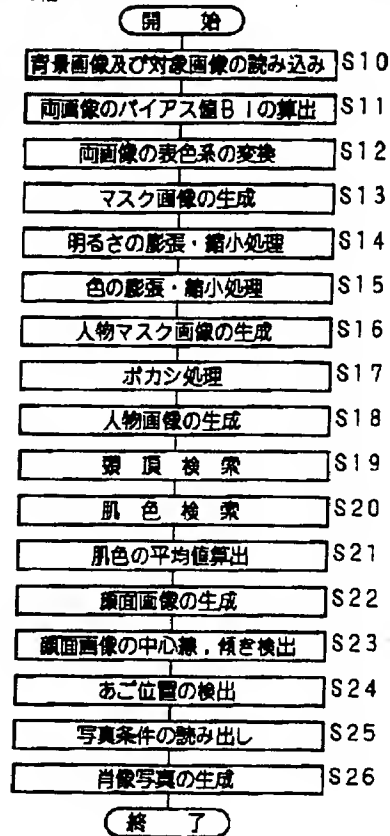 開 始
背景画像及び対象画像の読み込み S10
両画像のバイアス値BIの算出 S11
両画像の表色系の変換 S12
マスク画像の生成 S13
明るさの膨張・縮小処理 S14
色の膨張・縮小処理 S15
人物マスク画像の生成 S16
ボカシ処理 S17
人物画像の生成 S18
頭 頂 検 索 S19
肌 色 検 索 S20
肌色の平均値算出 S21
顔面画像の生成 S22
顔面画像の中心線,傾き検出 S23
あご位置の検出 S24
写真条件の読み出し S25
肖像写真の生成 S26
終 了